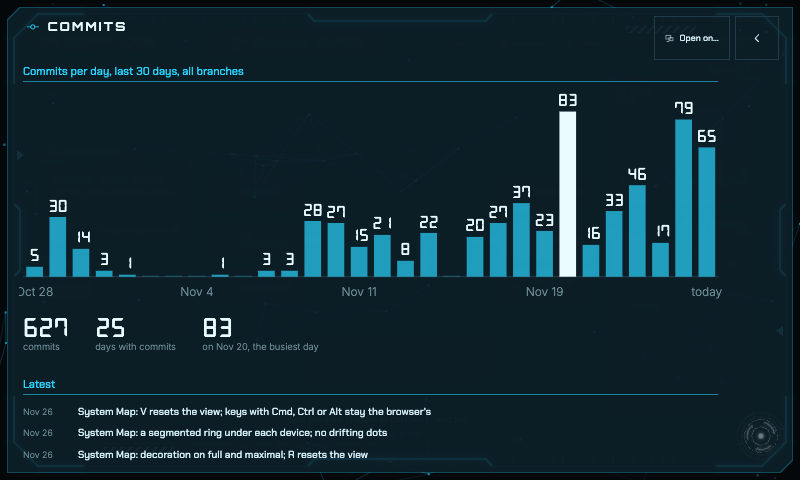 COMMITS
Open on...
Commits per day, last 30 days, all branches
83
79
65
46
37
33
30
28 27
27
23
22
21
20
17
16
15
14
8
5
3
1
1
3
3
Oct 28
Nov 4
Nov 11
Nov 19
today
627
25
83
commits
days with commits
on Nov 20, the busiest day
Latest
Nov 26 System Map: V resets the view; keys with Cmd, Ctrl or Alt stay the browser's
Nov 26 System Map: a segmented ring under each device; no drifting dots
Nov 26 System Map: decoration on full and maximal; R resets the view